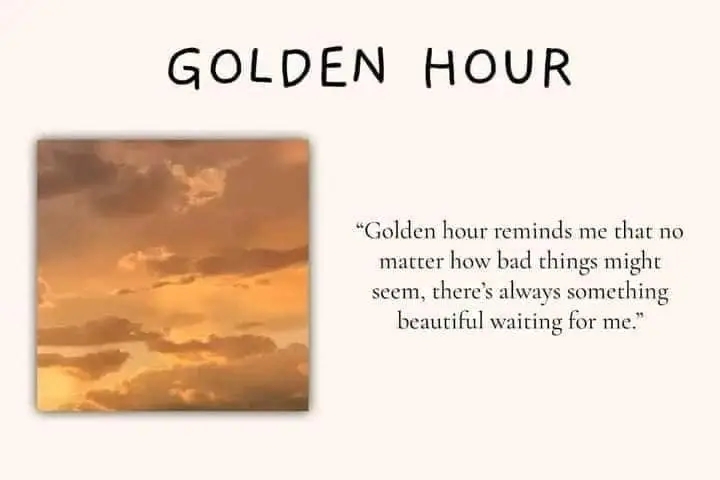 GOLDEN HOUR
“Golden hour reminds me that no
matter how bad things might
seem, there’s always something
beautiful waiting for me.”